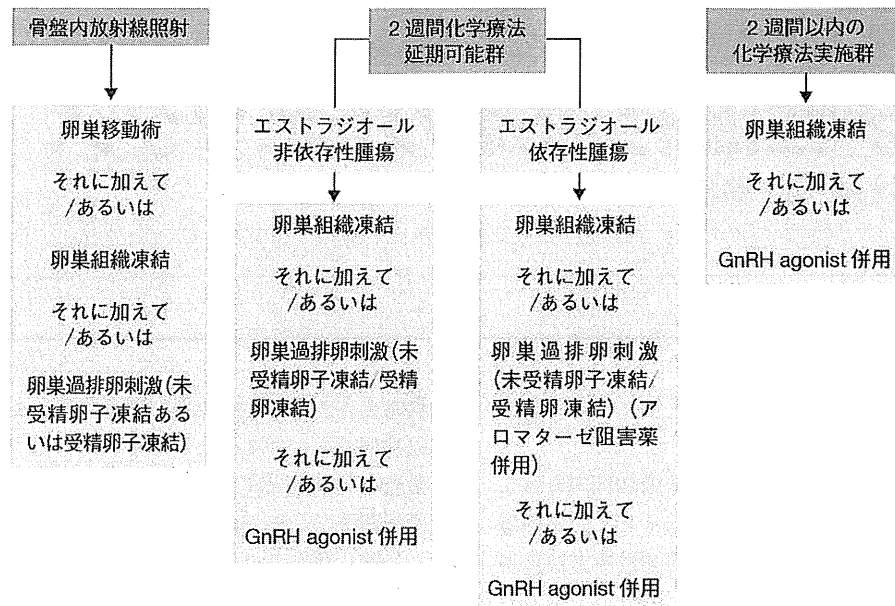 骨盤内放射線照射
卵巣移動術
それに加えて
/あるいは
卵巣組織凍結
それに加えて
/あるいは
卵巣過排卵刺激(未
受精卵子凍結ある
いは受精卵子凍結)
2週間化学療法
延期可能群
エストラジオール
非依存性腫瘍
卵巣組織凍結
それに加えて
/あるいは
卵巣過排卵刺激(未
受精卵子凍結/受精
卵凍結)
それに加えて
/あるいは
GnRH agonist 併用
エストラジオール
依存性腫瘍
卵巣組織凍結
それに加えて
/あるいは
卵巣過排卵刺激
(未受精卵子凍結/
受精卵凍結)(ア
ロマターゼ阻害薬
併用)
それに加えて
/あるいは
GnRH agonist 併用
2週間以内の
化学療法実施群
卵巣組織凍結
それに加えて
/あるいは
GnRH agonist 併用